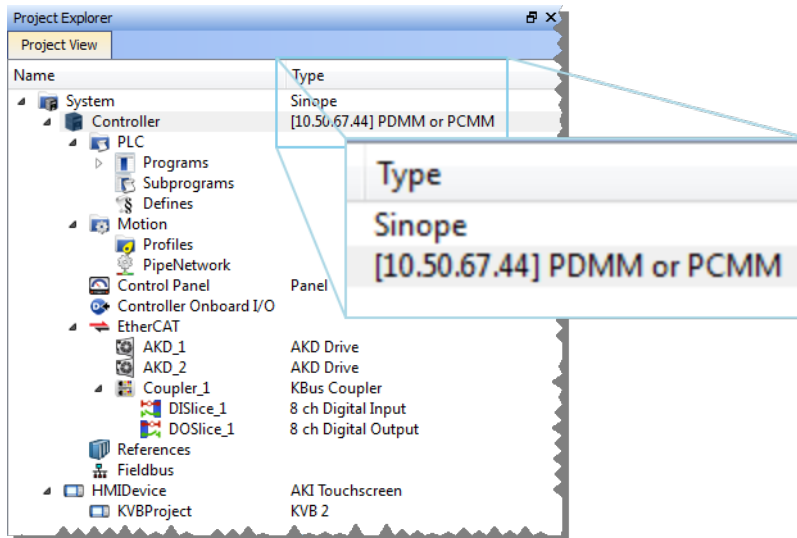 Project Explorer
Project View
Name Type
System Sinope
Controller [10.50.67.44] PDMM or PCMM
PLC
Programs
Subprograms
Defines
Motion
Profiles
PipeNetwork
Control Panel Panel
Controller Onboard I/O
EtherCAT
AKD_1 AKD Drive
AKD_2 AKD Drive
Coupler_1 KBus Coupler
DISlice_1 8 ch Digital Input
DOSlice_1 8 ch Digital Output
References
Fieldbus
HMIDevice AKI Touchscreen
KVBProject KVB 2
Type
Sinope
[10.50.67.44] PDMM or PCMM